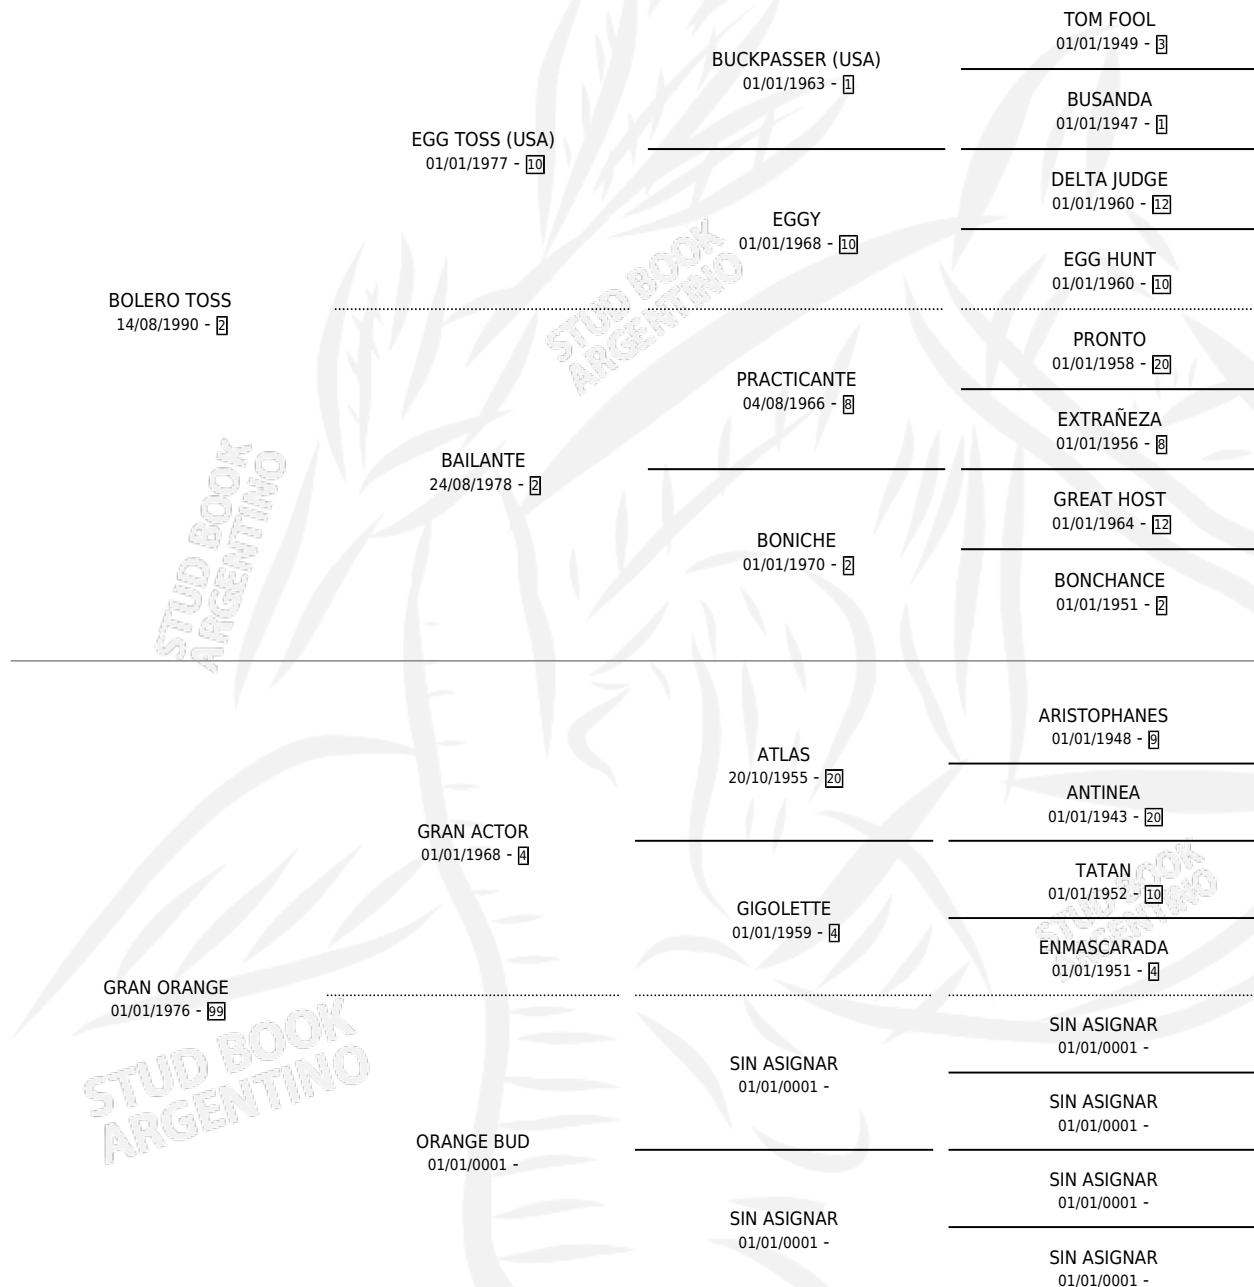 TOM FOOL
01/01/1949 - 3
BUCKPASSER (USA)
01/01/1963 - 1
BUSANDA
01/01/1947 - 1
EGG TOSS (USA)
01/01/1977 - 10
DELTA JUDGE
01/01/1960 - 12
EGGY
01/01/1968 - 10
EGG HUNT
01/01/1960 - 10
BOLERO TOSS
14/08/1990 - 2
PRONTO
01/01/1958 - 20
PRACTICANTE
04/08/1966 - 8
EXTRAÑEZA
01/01/1956 - 8
BAILANTE
24/08/1978 - 2
GREAT HOST
01/01/1964 - 12
BONICHE
01/01/1970 - 2
BONCHANCE
01/01/1951 - 2
ARISTOPHANES
01/01/1948 - 9
ATLAS
20/10/1955 - 20
ANTINEA
01/01/1943 - 20
GRAN ACTOR
01/01/1968 - 4
TATAN
01/01/1952 - 10
GIGOLETTE
01/01/1959 - 4
ENMASCARADA
01/01/1951 - 4
GRAN ORANGE
01/01/1976 - 99
SIN ASIGNAR
01/01/0001 -
SIN ASIGNAR
01/01/0001 -
SIN ASIGNAR
01/01/0001 -
ORANGE BUD
01/01/0001 -
SIN ASIGNAR
01/01/0001 -
SIN ASIGNAR
01/01/0001 -
SIN ASIGNAR
01/01/0001 -
STUD BOOK
ARGENTINO
STUD BOOK
ARGENTINO
STUD BOOK
ARGENTINO
STUD BOOK
ARGENTINO